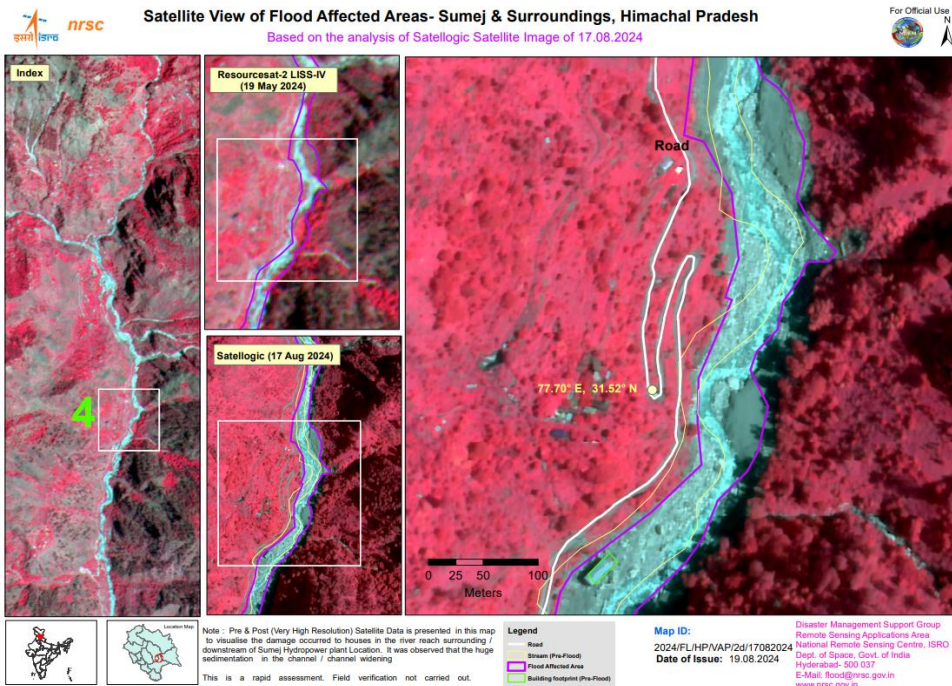 Satellite View of Flood Affected Areas- Sumej & Surroundings, Himachal Pradesh
Based on the analysis of Satellogic Satellite Image of 17.08.2024
इसरो isro
nrsc
For Official Use
N
Index
Resourcesat-2 LISS-IV
(19 May 2024)
Satellogic (17 Aug 2024)
4
Road
77.70° E, 31.52° N
0 25 50 100
Meters
Location Map
Note : Pre & Post (Very High Resolution) Satellite Data is presented in this map
to visualise the damage occurred to houses in the river reach surrounding /
downstream of Sumej Hydropower plant Location. It was observed that the huge
sedimentation in the channel / channel widening
This is a rapid assessment. Field verification not carried out.
Legend
Road
Stream (Pre-Flood)
Flood Affected Area
Building footprint (Pre-Flood)
Map ID:
2024/FL/HP/VAP/2d/17082024
Date of Issue: 19.08.2024
Disaster Management Support Group
Remote Sensing Applications Area
National Remote Sensing Centre, ISRO
Dept. of Space, Govt. of India
Hyderabad- 500 037
E-Mail: flood@nrsc.gov.in
www.nrsc.gov.in